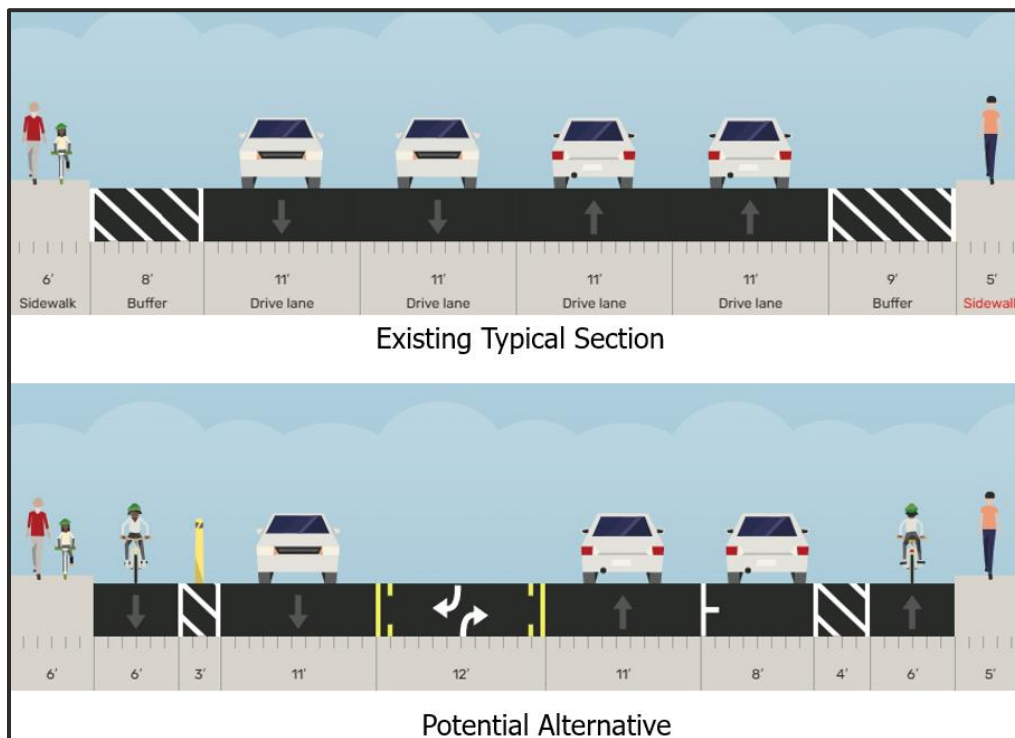 6' 8' 11' 11' 11' 11' 9' 5'
Sidewalk Buffer Drive lane Drive lane Drive lane Drive lane Buffer Sidewalk
Existing Typical Section
6' 6' 3' 11' 12' 11' 8' 4' 6' 5'
Potential Alternative